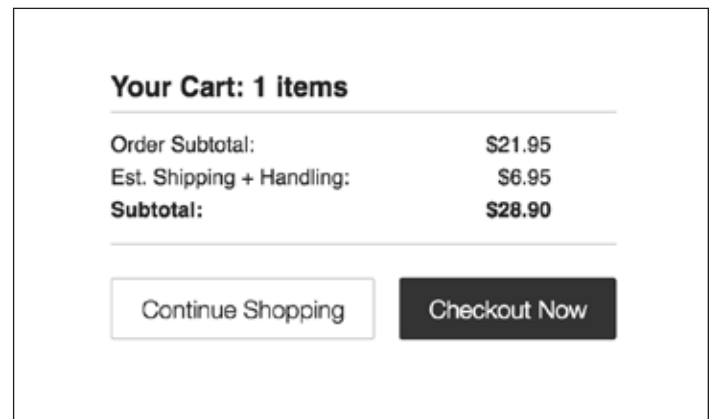 Your Cart: 1 items
Order Subtotal: $21.95
Est. Shipping + Handling: $6.95
Subtotal: $28.90
Continue Shopping Checkout Now